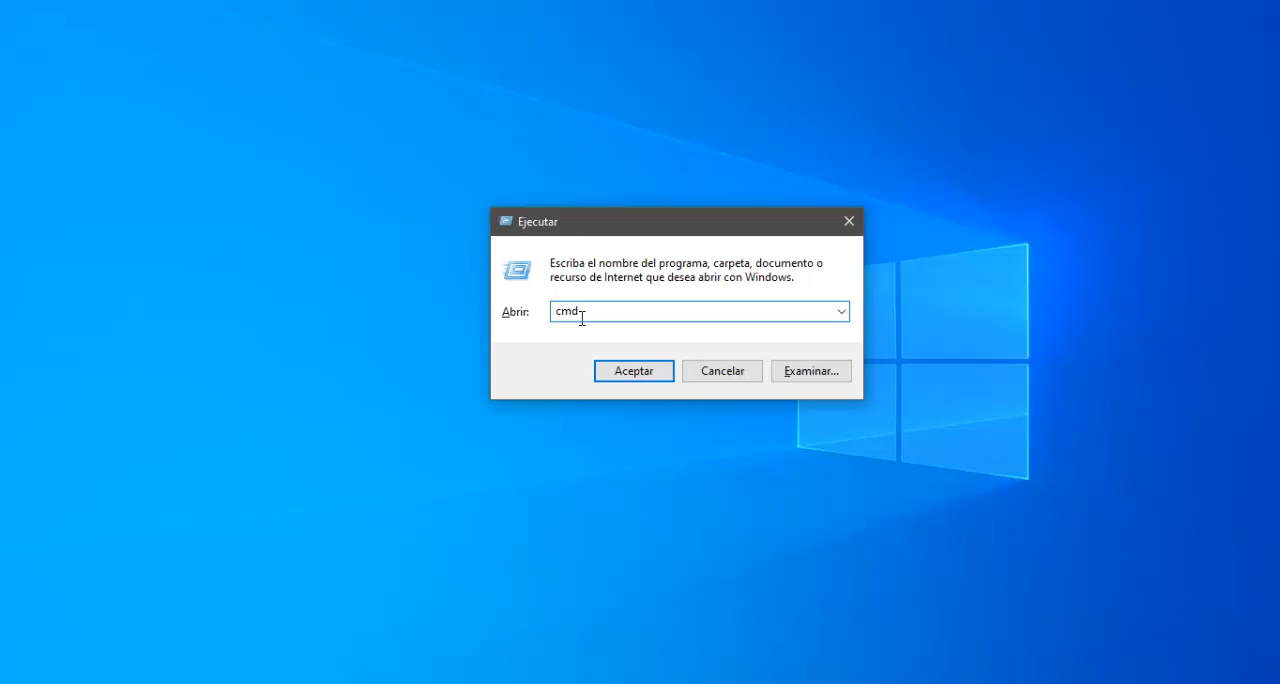 Ejecutar
Escriba el nombre del programa, carpeta, documento o
recurso de Internet que desea abrir con Windows.
Abrir: cmd
Aceptar Cancelar Examinar...